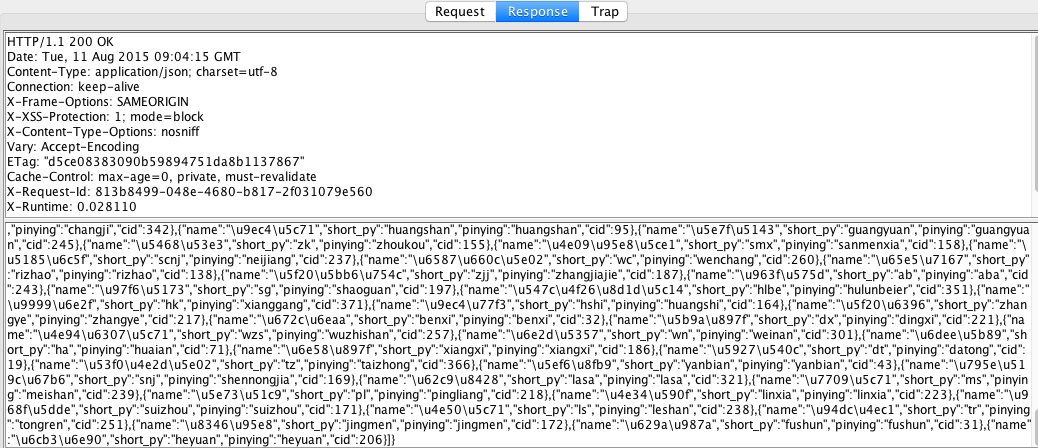 Request Response Trap
HTTP/1.1 200 OK
Date: Tue, 11 Aug 2015 09:04:15 GMT
Content-Type: application/json; charset=utf-8
Connection: keep-alive
X-Frame-Options: SAMEORIGIN
X-XSS-Protection: 1; mode=block
X-Content-Type-Options: nosniff
Vary: Accept-Encoding
ETag: "d5ce08383090b59894751da8b1137867"
Cache-Control: max-age=0, private, must-revalidate
X-Request-Id: 813b8499-048e-4680-b817-2f031079e560
X-Runtime: 0.028110
,"pinying":"changji","cid":342},{"name":"\u9ec4\u5c71","short_py":"huangshan","pinying":"huangshan","cid":95},{"name":"\u5e7f\u5143","short_py":"guangyuan","pinying":"guangyua
n","cid":245},{"name":"\u5468\u53e3","short_py":"zk","pinying":"zhoukou","cid":155},{"name":"\u4e09\u95e8\u5ce1","short_py":"smx","pinying":"sanmenxia","cid":158},{"name":"\
u5185\u6c5f","short_py":"scnj","pinying":"neijiang","cid":237},{"name":"\u6587\u660c\u5e02","short_py":"wc","pinying":"wenchang","cid":260},{"name":"\u65e5\u7167","short_py":
"rizhao","pinying":"rizhao","cid":138},{"name":"\u5f20\u5bb6\u754c","short_py":"zjj","pinying":"zhangjiajie","cid":187},{"name":"\u963f\u575d","short_py":"ab","pinying":"aba","cid":
243},{"name":"\u97f6\u5173","short_py":"sg","pinying":"shaoguan","cid":197},{"name":"\u547c\u4f26\u8d1d\u5c14","short_py":"hlbe","pinying":"hulunbeier","cid":351},{"name":"
\u9999\u6e2f","short_py":"hk","pinying":"xianggang","cid":371},{"name":"\u9ec4\u77f3","short_py":"hshi","pinying":"huangshi","cid":164},{"name":"\u5f20\u6396","short_py":"zhan
gye","pinying":"zhangye","cid":217},{"name":"\u672c\u6eaa","short_py":"benxi","pinying":"benxi","cid":32},{"name":"\u5b9a\u897f","short_py":"dx","pinying":"dingxi","cid":221},{"na
me":"\u4e94\u6307\u5c71","short_py":"wzs","pinying":"wuzhishan","cid":257},{"name":"\u6e2d\u5357","short_py":"wn","pinying":"weinan","cid":301},{"name":"\u6dee\u5b89","sh
ort_py":"ha","pinying":"huaian","cid":71},{"name":"\u6e58\u897f","short_py":"xiangxi","pinying":"xiangxi","cid":186},{"name":"\u5927\u540c","short_py":"dt","pinying":"datong","cid":
19},{"name":"\u53f0\u4e2d\u5e02","short_py":"tz","pinying":"taizhong","cid":366},{"name":"\u5ef6\u8fb9","short_py":"yanbian","pinying":"yanbian","cid":43},{"name":"\u795e\u51
9c\u67b6","short_py":"snj","pinying":"shennongjia","cid":169},{"name":"\u62c9\u8428","short_py":"lasa","pinying":"lasa","cid":321},{"name":"\u7709\u5c71","short_py":"ms","pinying"
:"meishan","cid":239},{"name":"\u5e73\u51c9","short_py":"pl","pinying":"pingliang","cid":218},{"name":"\u4e34\u590f","short_py":"linxia","pinying":"linxia","cid":223},{"name":"\u9
68f\u5dde","short_py":"suizhou","pinying":"suizhou","cid":171},{"name":"\u4e50\u5c71","short_py":"ls","pinying":"leshan","cid":238},{"name":"\u94dc\u4ec1","short_py":"tr","pinying"
:"tongren","cid":251},{"name":"\u8346\u95e8","short_py":"jingmen","pinying":"jingmen","cid":172},{"name":"\u629a\u987a","short_py":"fushun","pinying":"fushun","cid":31},{"name"
:"\u6cb3\u6e90","short_py":"heyuan","pinying":"heyuan","cid":206}]}